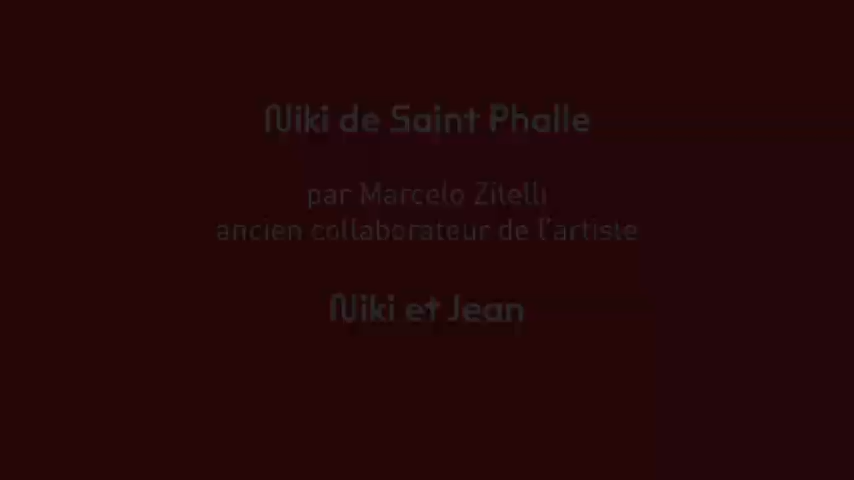 Niki de Saint Phalle
par Marcelo Zitelli
ancien collaborateur de l'artiste
Niki et Jean